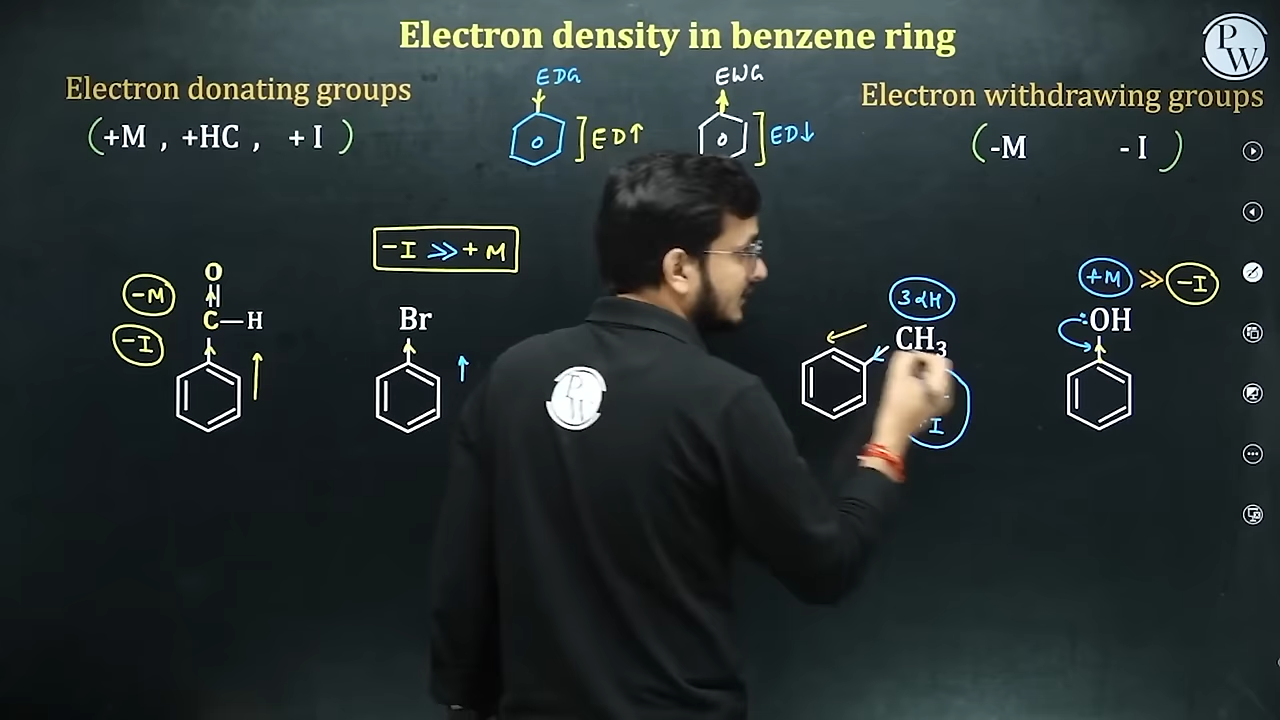 Electron density in benzene ring
PW
Electron donating groups
(+M , +HC , + I )
EDG
]ED↑
EWG
]ED↓
Electron withdrawing groups
(-M - I )
-I >> + M
-M
-I
O
C—H
Br
3αH
CH3
I
+M >> -I
:OH
PW